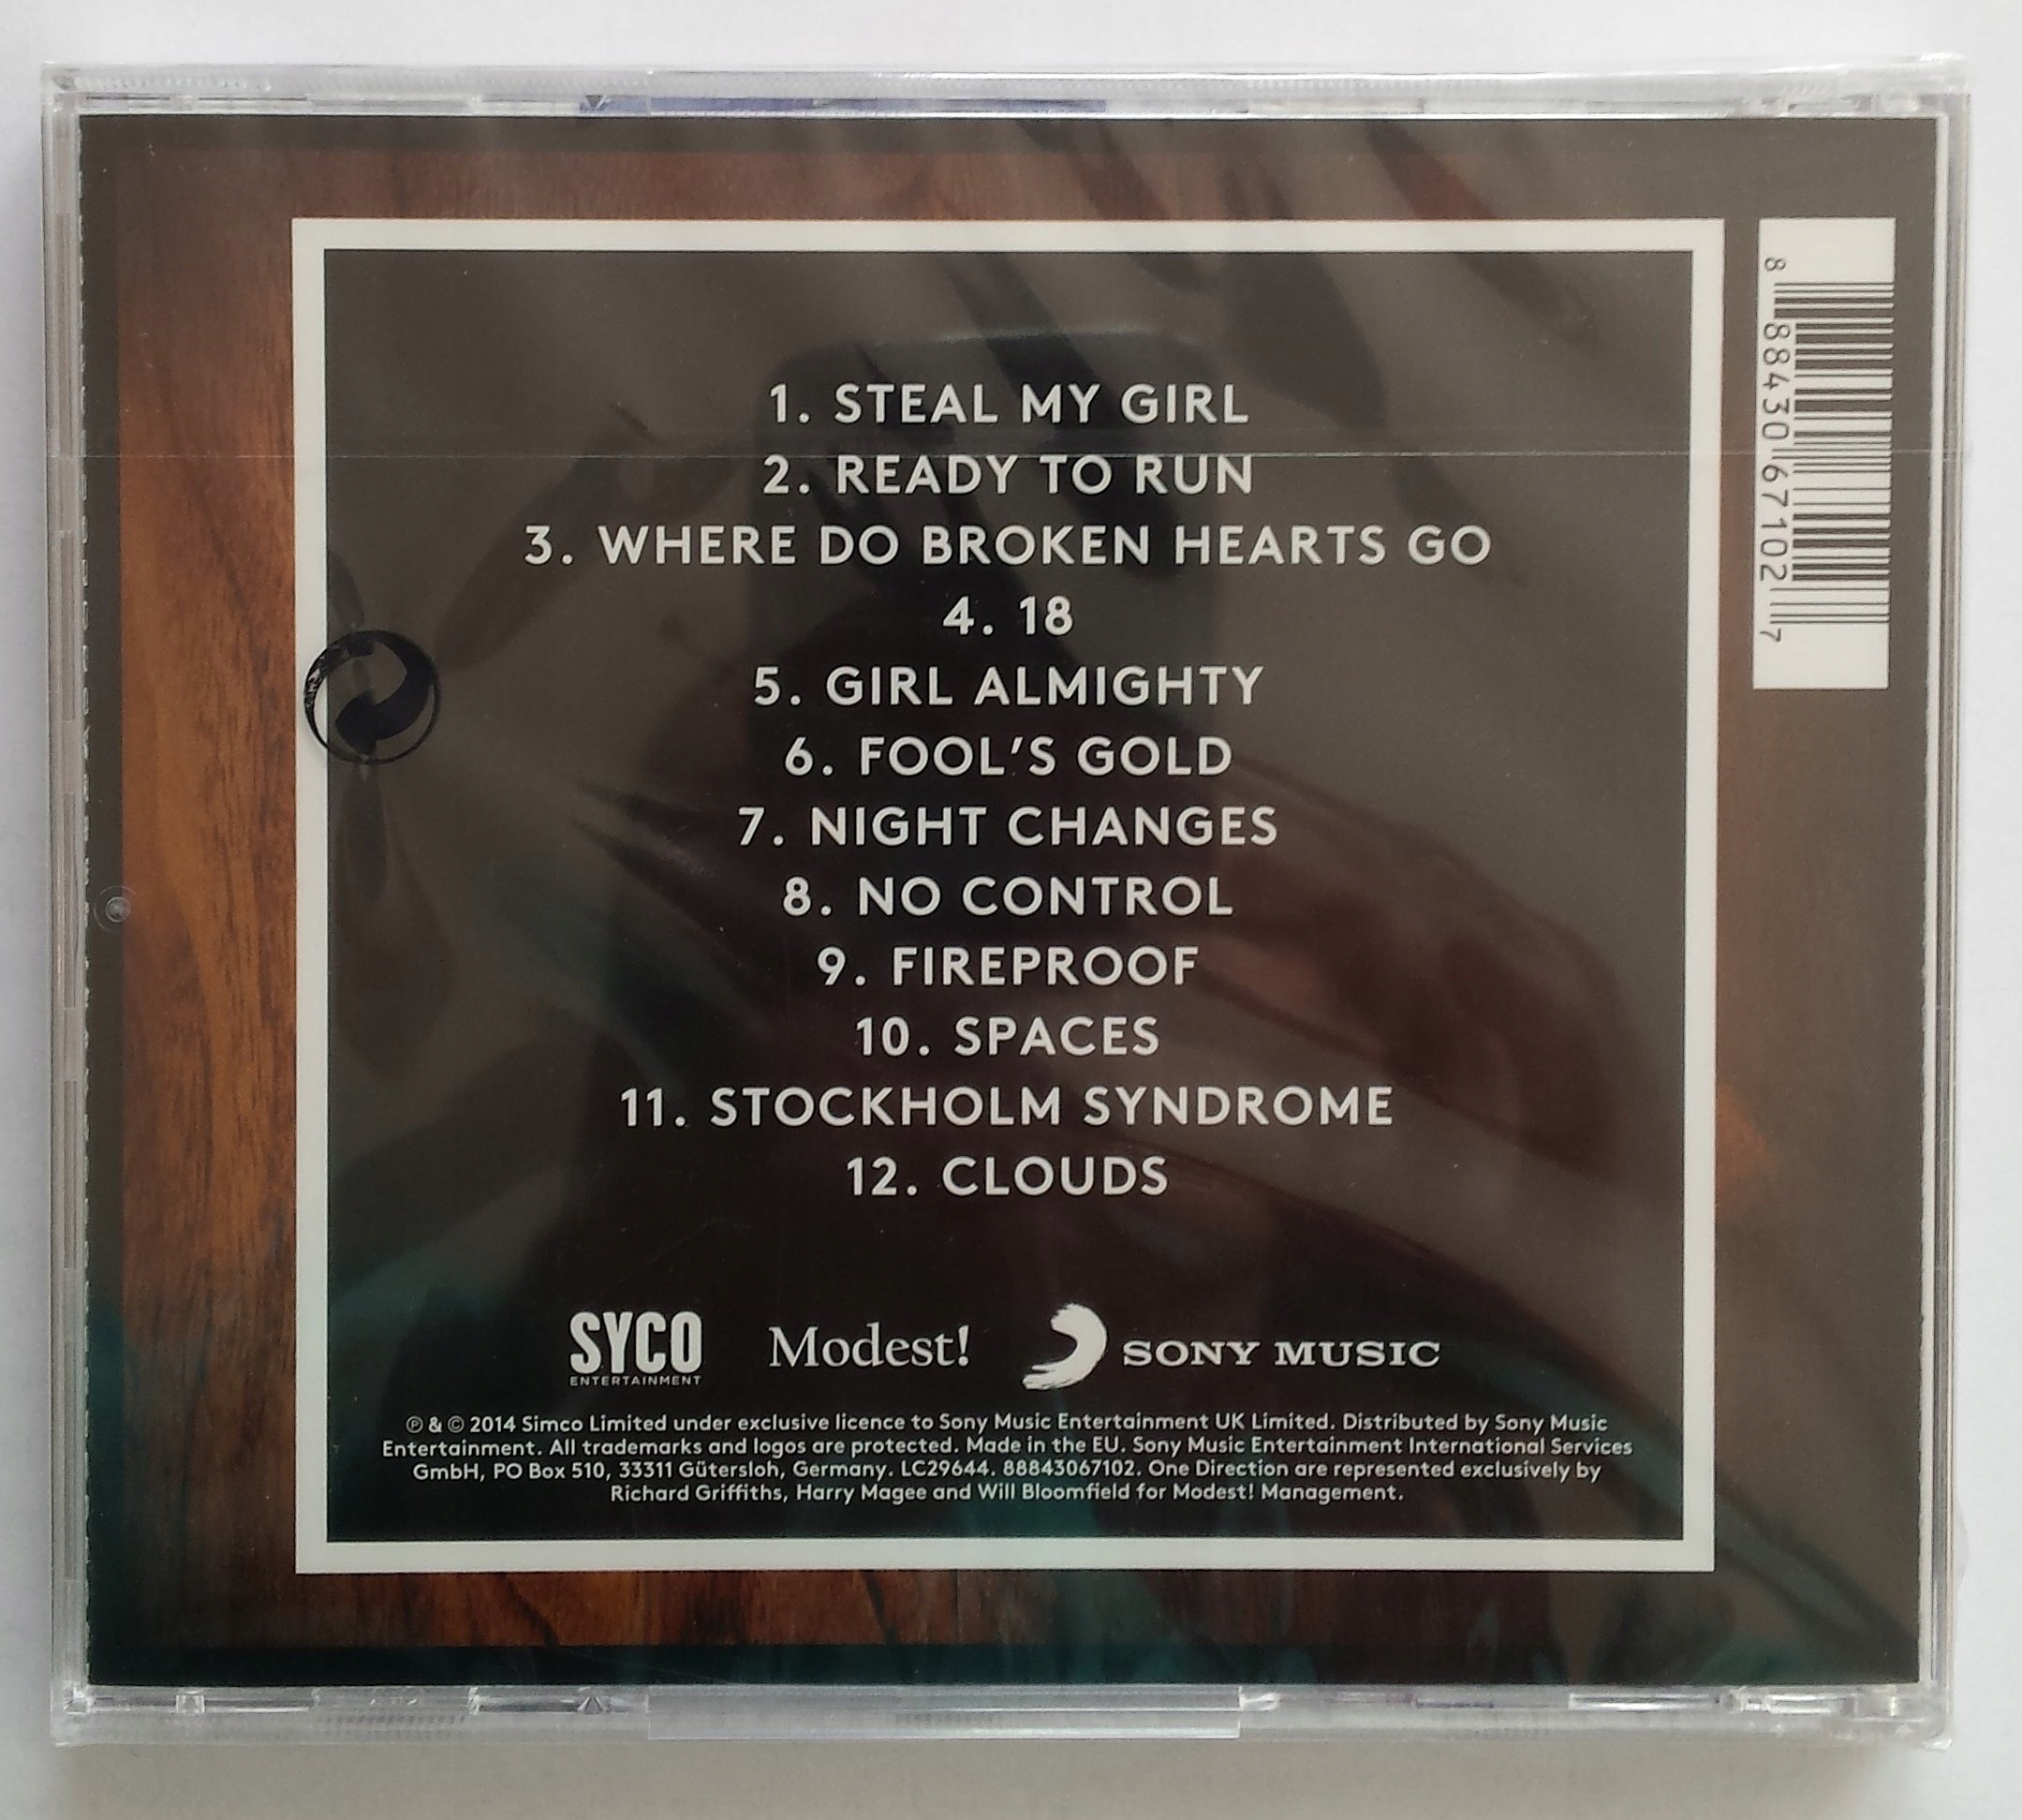 1. STEAL MY GIRL
2. READY TO RUN
3. WHERE DO BROKEN HEARTS GO
4. 18
5. GIRL ALMIGHTY
6. FOOL'S GOLD
7. NIGHT CHANGES
8. NO CONTROL
9. FIREPROOF
10. SPACES
11. STOCKHOLM SYNDROME
12. CLOUDS
SYCO
ENTERTAINMENT
Modest!
SONY MUSIC
℗ & © 2014 Simco Limited under exclusive licence to Sony Music Entertainment UK Limited. Distributed by Sony Music
Entertainment. All trademarks and logos are protected. Made in the EU. Sony Music Entertainment International Services
GmbH, PO Box 510, 33311 Gütersloh, Germany. LC29644. 88843067102. One Direction are represented exclusively by
Richard Griffiths, Harry Magee and Will Bloomfield for Modest! Management.
8 88430 67102 7